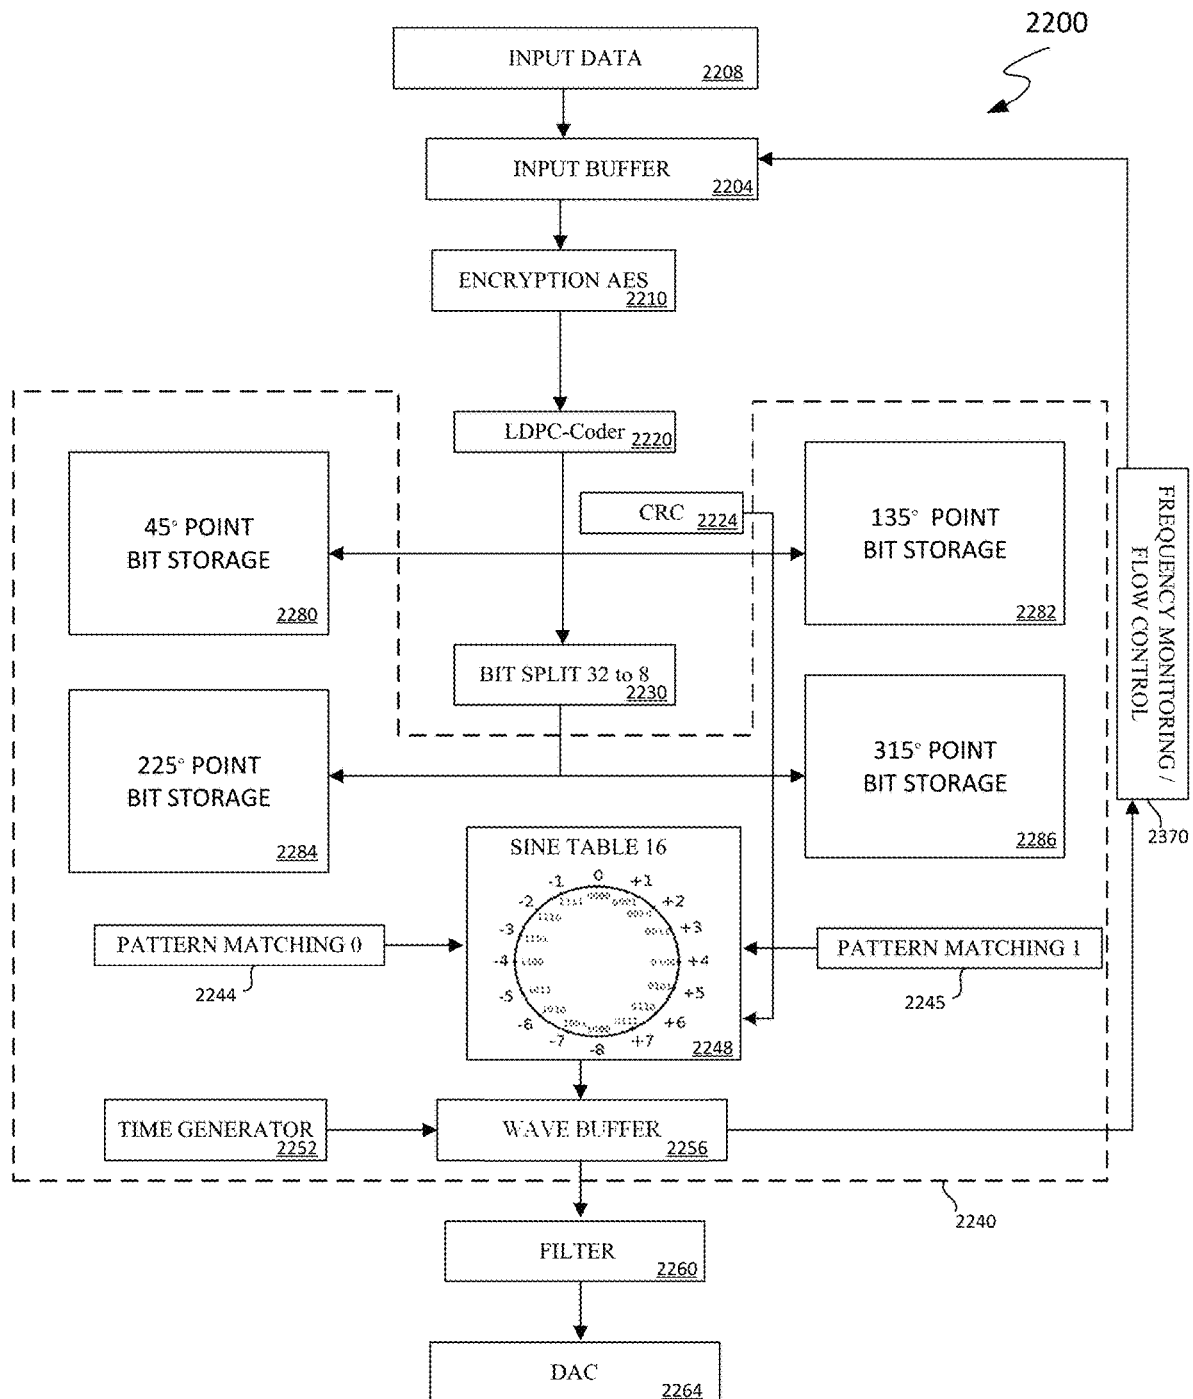 2200
INPUT DATA
2208
INPUT BUFFER
2204
ENCRYPTION AES
2210
LDPC-Coder
2220
CRC
2224
45° POINT
BIT STORAGE
2280
135° POINT
BIT STORAGE
2282
FREQUENCY MONITORING /
FLOW CONTROL
2370
BIT SPLIT 32 to 8
2230
225° POINT
BIT STORAGE
2284
315° POINT
BIT STORAGE
2286
SINE TABLE 16
0
-1
+1
-2
+2
-3
+3
-4
+4
-5
+5
-6
+6
-7
+7
-8
0000
2248
PATTERN MATCHING 0
2244
PATTERN MATCHING 1
2245
TIME GENERATOR
2252
WAVE BUFFER
2256
2240
FILTER
2260
DAC
2264